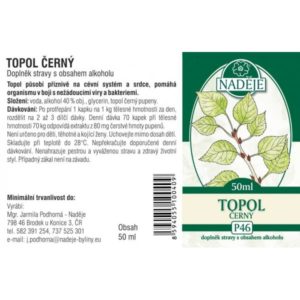 TOPOL ČERNÝ
Doplněk stravy s obsahem alkoholu
Topol působí příznivě na cévní systém a srdce, pomáhá
organismu v boji s nežádoucími viry a bakteriemi.
Složení: voda, alkohol 40% obj., glycerin, topol černý pupeny.
Dávkování: Po protřepání 1 kap na 1 kg tělesné hmotnosti za den,
rozdělit na 2 až 3 dílčí dávky. Denní dávka 70 kapek při tělesné
hmotnosti 70 kg odpovídá extraktu z 80 mg čerstvé hmoty pupenů.
Není určeno pro děti, těhotné, kojící ženy. Uchovejte mimo dosah dětí.
Skladujte při teplotě do 28°C. Nepřekračujte doporučené denní
dávkování. Nenahrazuje pestrou a vyváženou stravu a zdravý životní
styl. Případný zákal není na závadu.
Minimální trvanlivost do:
Vyrábí:
Mgr. Jarmila Podhorná - Naděje
798 46 Brodek u Konice 3, ČR
tel. 582 391 254, 737 525 301
e-mail: j.podhorna@nadeje-byliny.eu
Obsah
50 ml
8594055100409
NADĚJE
50ml
TOPOL
ČERNÝ
P46
doplněk stravy s obsahem alkoholu